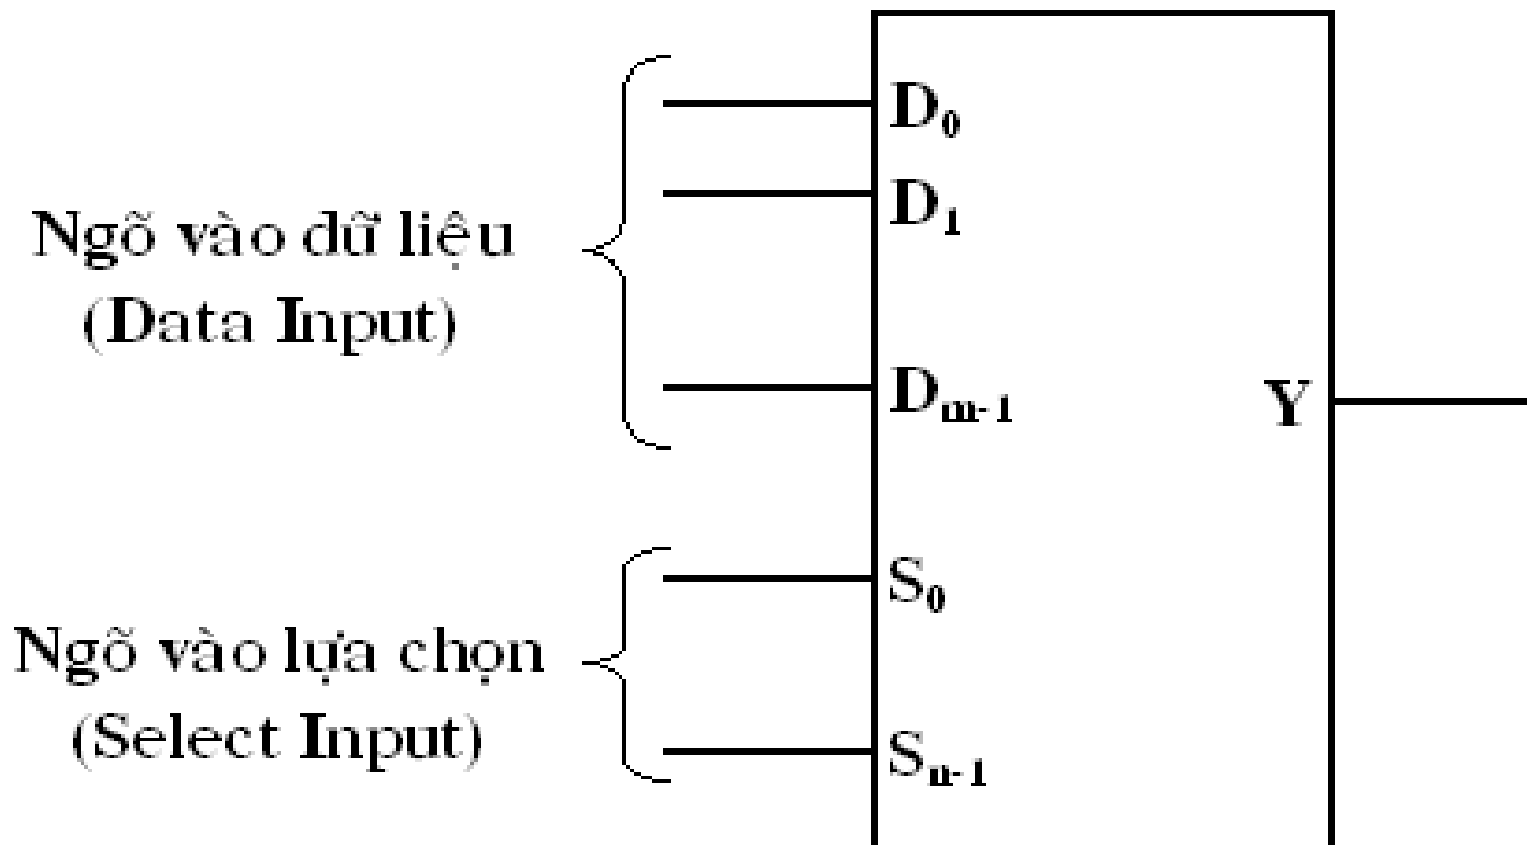 D₀
D₁
Ngõ vào dữ liệu
(Data Input)
Dₘ₋₁
Y
S₀
Ngõ vào lựa chọn
(Select Input)
Sₙ₋₁